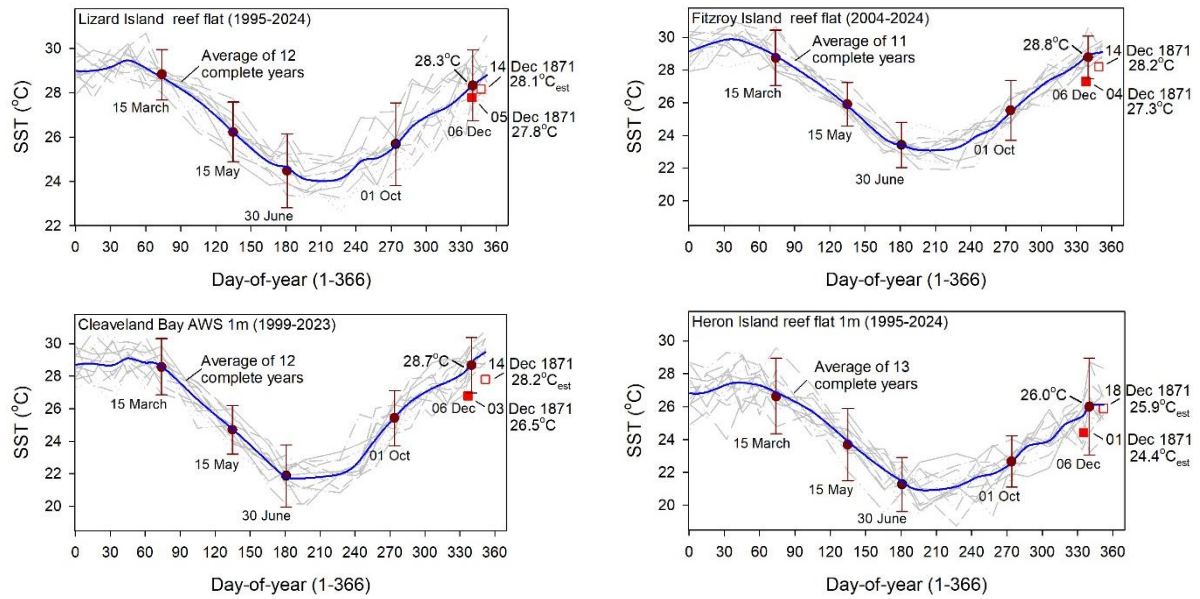 Lizard Island reef flat (1995-2024)
SST (°C)
30
28
26
24
22
Average of 12
complete years
15 March
15 May
30 June
01 Oct
28.3°C
06 Dec
14
Dec 1871
28.1°Cest
05 Dec 1871
27.8°C
0 30 60 90 120 150 180 210 240 270 300 330 360
Day-of-year (1-366)
Fitzroy Island reef flat (2004-2024)
SST (°C)
30
28
26
24
22
20
Average of 11
complete years
15 March
15 May
30 June
01 Oct
28.8°C
06 Dec
14
Dec 1871
28.2°C
04 Dec 1871
27.3°C
0 30 60 90 120 150 180 210 240 270 300 330 360
Day-of-year (1-366)
Cleaveland Bay AWS 1m (1999-2023)
SST (°C)
30
28
26
24
22
20
Average of 12
complete years
15 March
15 May
30 June
01 Oct
28.7°C
06 Dec
14
Dec 1871
28.2°Cest
03 Dec 1871
26.5°C
0 30 60 90 120 150 180 210 240 270 300 330 360
Day-of-year (1-366)
Heron Island reef flat 1m (1995-2024)
SST (°C)
30
28
26
24
22
20
Average of 13
complete years
15 March
15 May
30 June
01 Oct
26.0°C
06 Dec
18
Dec 1871
25.9°Cest
01
Dec 1871
24.4°Cest
0 30 60 90 120 150 180 210 240 270 300 330 360
Day-of-year (1-366)